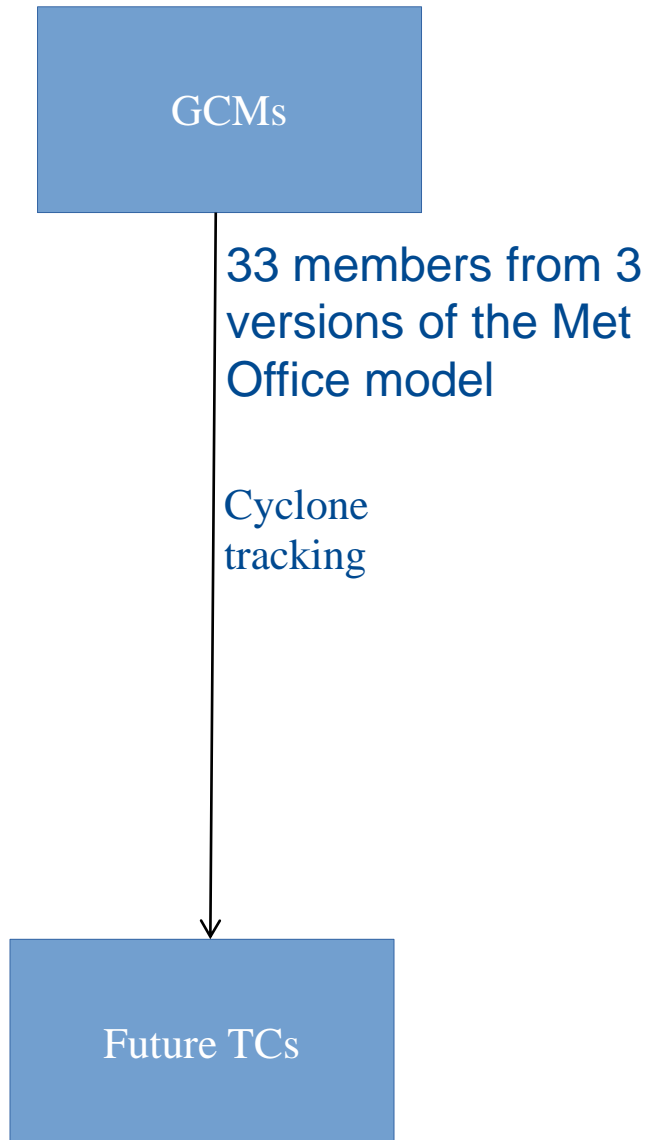 GCMs
33 members from 3
versions of the Met
Office model
Cyclone
tracking
Future TCs